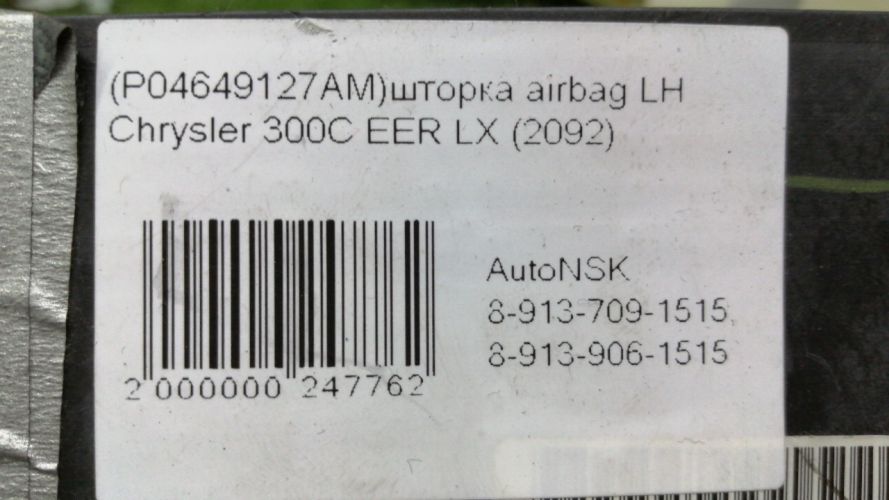 (P04649127AM)шторка airbag LH
Chrysler 300C EER LX (2092)
AutoNSK
8-913-709-1515
8-913-906-1515
2 000000 247762